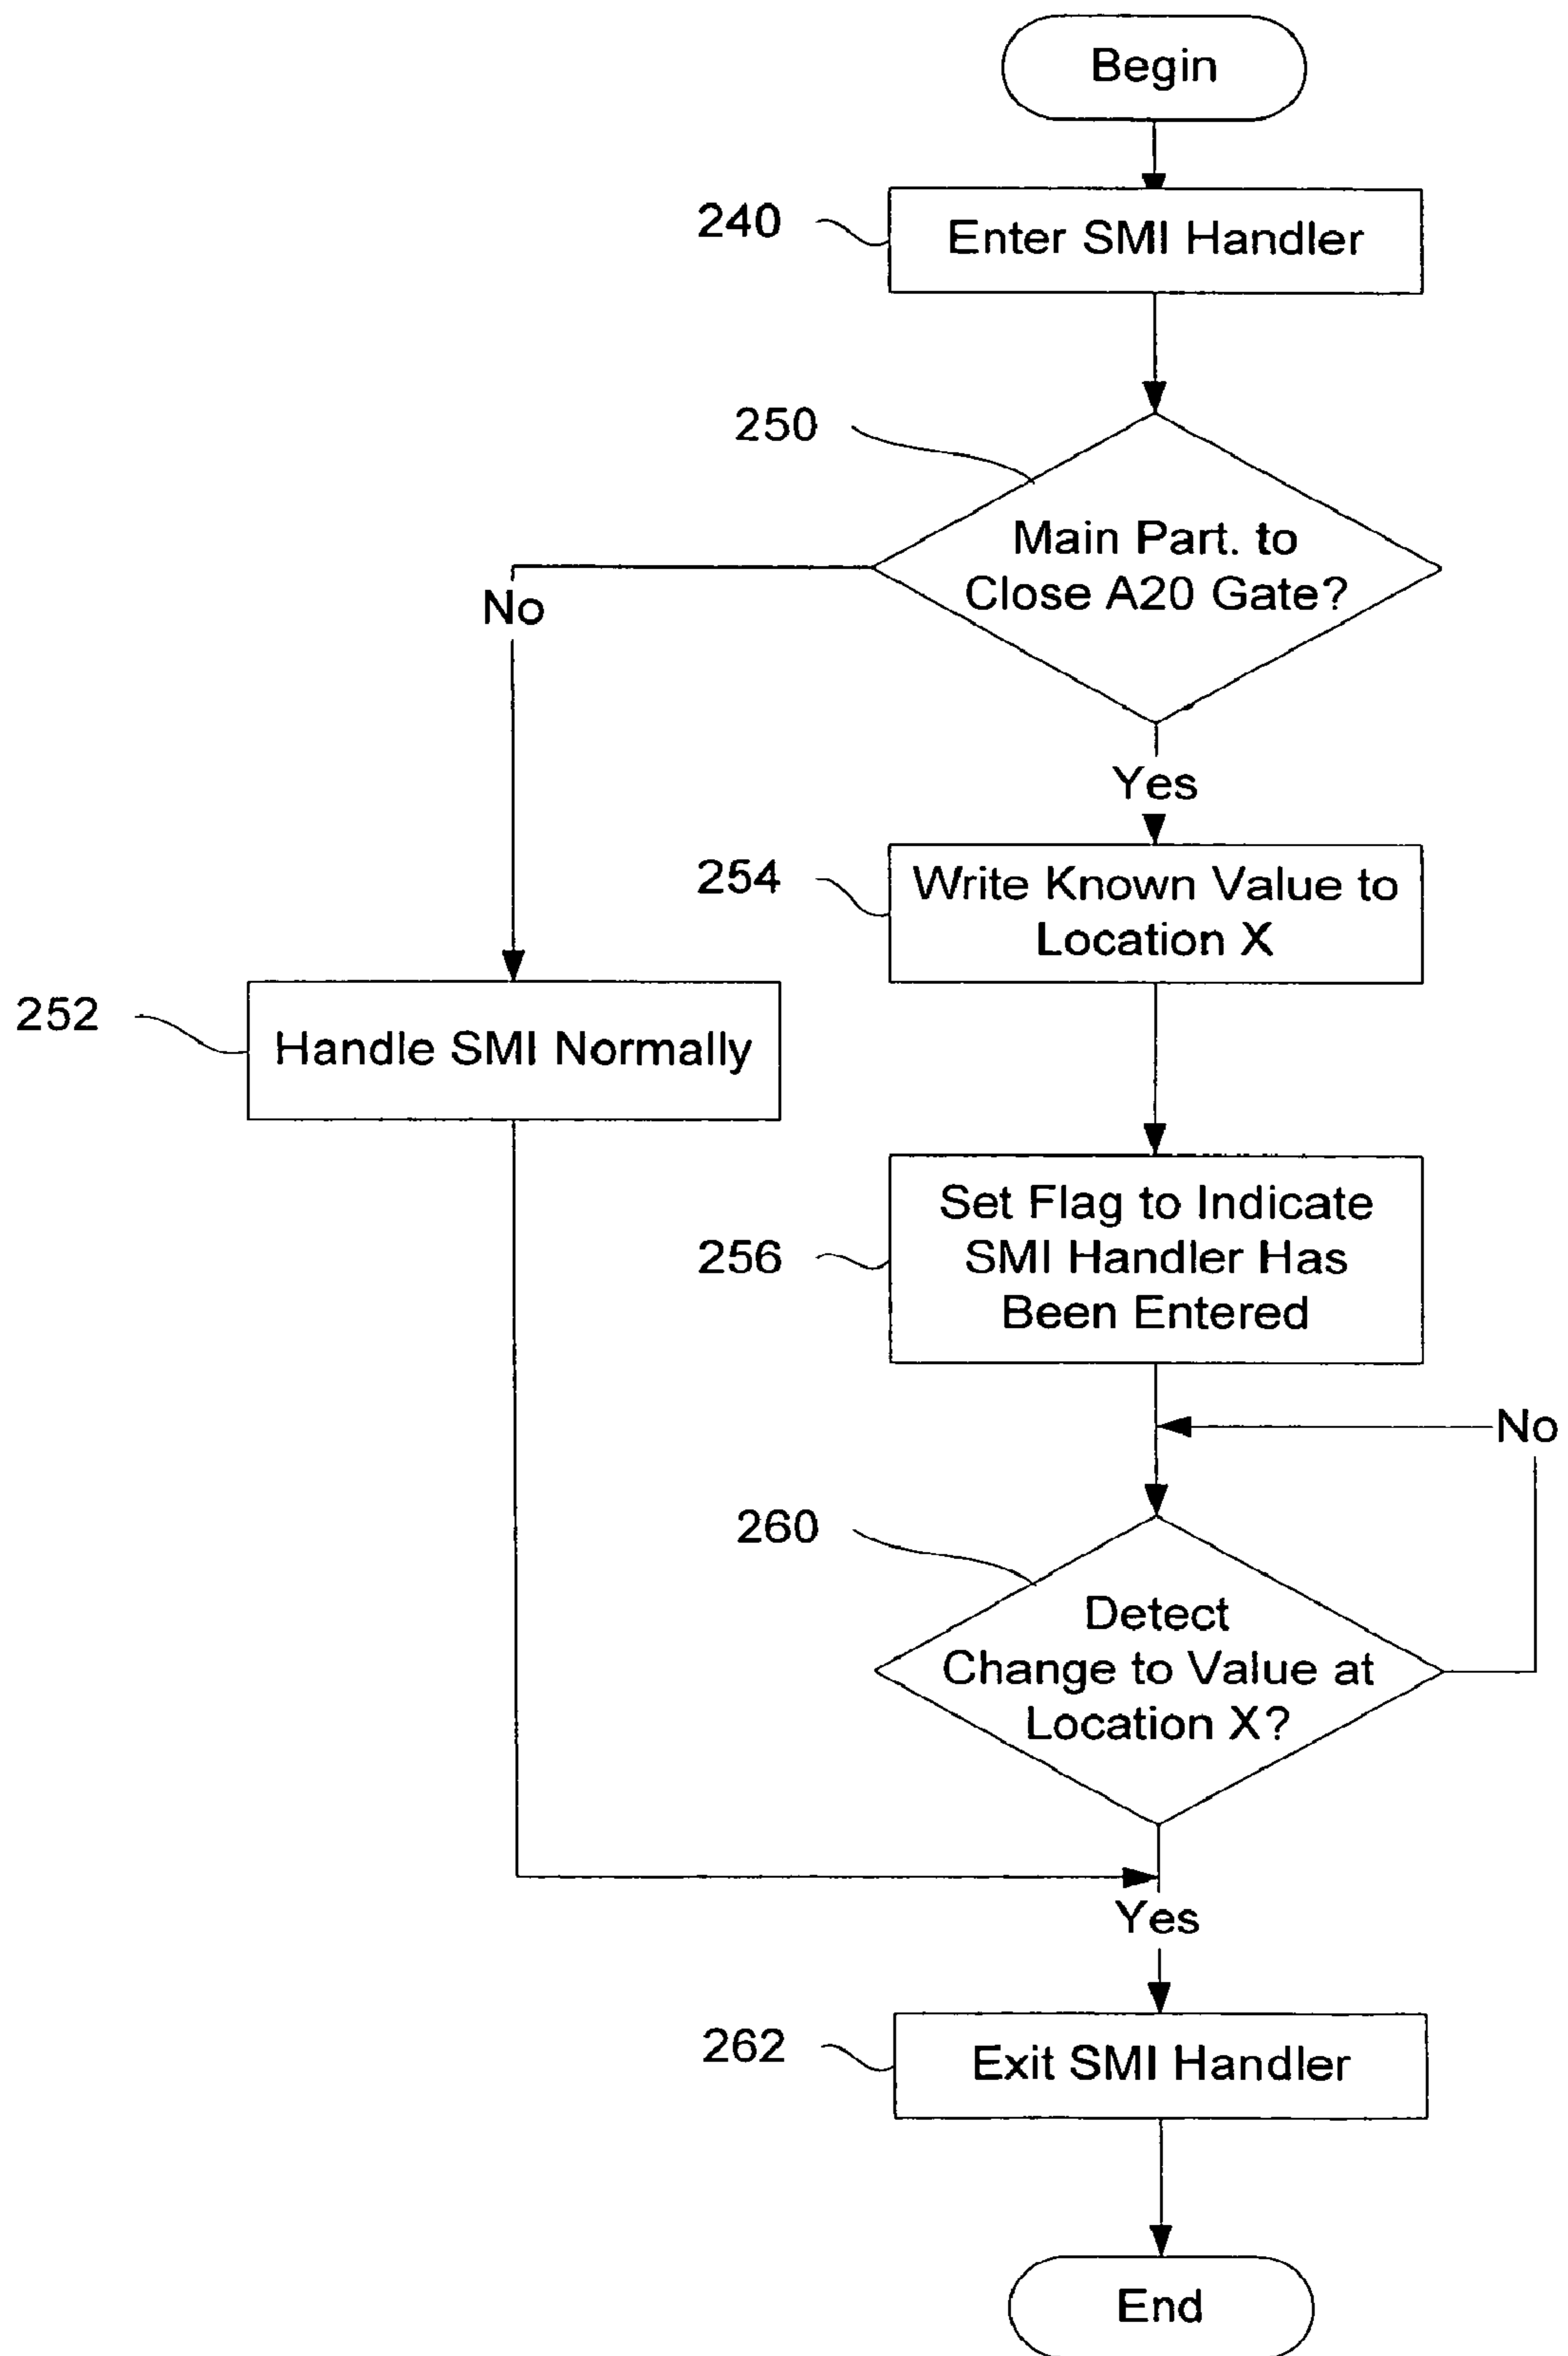 Begin
240
Enter SMI Handler
250
Main Part. to
Close A20 Gate?
No
Yes
254
Write Known Value to
Location X
252
Handle SMI Normally
256
Set Flag to Indicate
SMI Handler Has
Been Entered
No
260
Detect
Change to Value at
Location X?
Yes
262
Exit SMI Handler
End